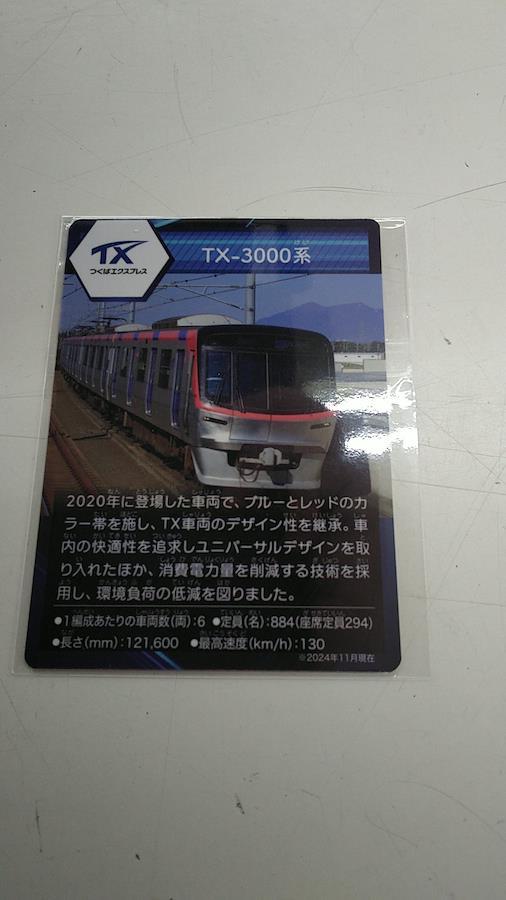 TX
つくばエクスプレス
TX-3000系
2020年に登場した車両で、ブルーとレッドのカ
ラー帯を施し、TX車両のデザイン性を継承。車
内の快適性を追求しユニバーサルデザインを取
り入れたほか、消費電力量を削減する技術を採
用し、環境負荷の低減を図りました。
●1編成あたりの車両数(両):6 ●定員(名):884(座席定員294)
●長さ(mm):121,600 ●最高速度(km/h):130
※2024年11月現在